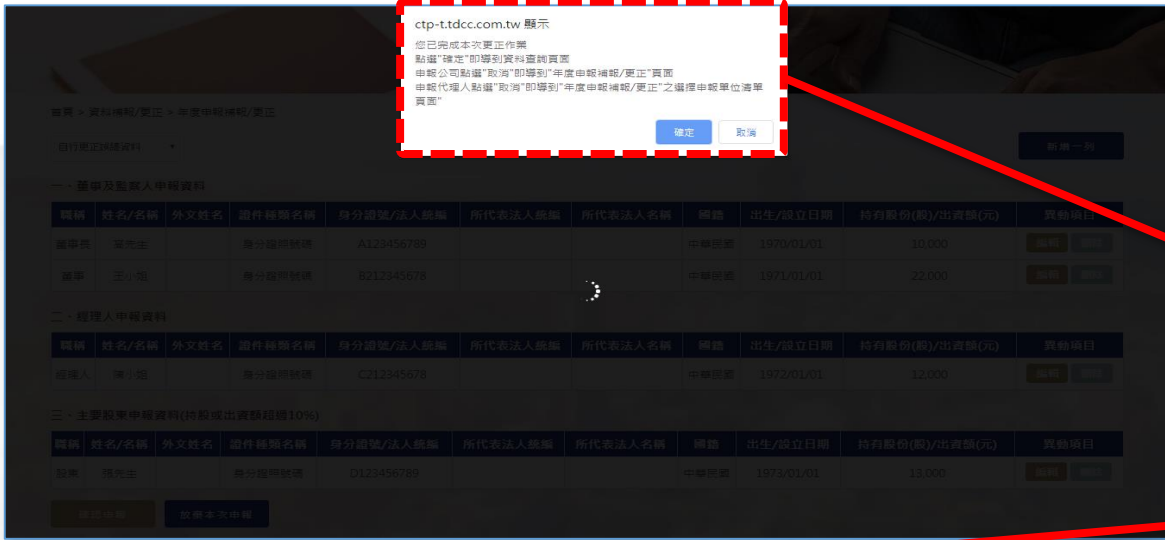 ctp-t.tdcc.com.tw 顯示
您已完成本次更正作業
點選"確定"即導到資料查詢頁面
申報公司點選"取消"即導到"年度申報補報/更正"頁面
申報代理人點選"取消"即導到"年度申報補報/更正"之選擇申報單位清單
頁面"
確定 取消
首頁 > 資料補報/更正 > 年度申報補報/更正
自行更正錯誤資料 新增一列
一、董事及監察人申報資料
職稱 姓名/名稱 外文姓名 證件種類名稱 身分證號/法人統編 所代表法人統編 所代表法人名稱 國籍 出生/設立日期 持有股份(股)/出資額(元) 異動項目
董事長 身分證照號碼 A123456789 中華民國 1970/01/01 10,000 編輯 刪除
董事 王小姐 身分證照號碼 B212345678 中華民國 1971/01/01 22,000 編輯 刪除
二、經理人申報資料
職稱 姓名/名稱 外文姓名 證件種類名稱 身分證號/法人統編 所代表法人統編 所代表法人名稱 國籍 出生/設立日期 持有股份(股)/出資額(元) 異動項目
經理人 陳小姐 身分證照號碼 C212345678 中華民國 1972/01/01 12,000 編輯 刪除
三、主要股東申報資料(持股或出資額超過10%)
職稱 姓名/名稱 外文姓名 證件種類名稱 身分證號/法人統編 所代表法人統編 所代表法人名稱 國籍 出生/設立日期 持有股份(股)/出資額(元) 異動項目
股東 張先生 身分證照號碼 D123456789 中華民國 1973/01/01 13,000 編輯 刪除
確認申報 放棄本次申報